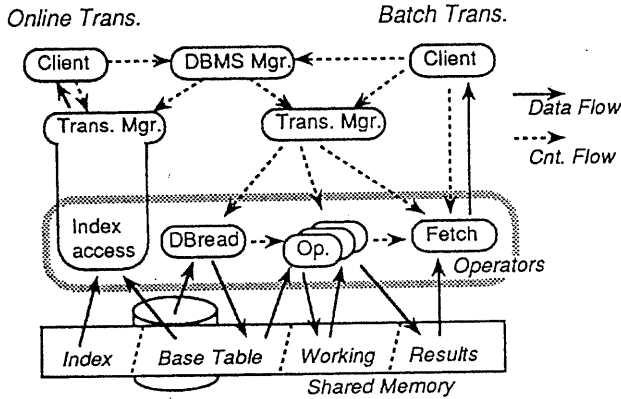 Online Trans.
Batch Trans.
Client
DBMS Mgr.
Client
Data Flow
Trans. Mgr.
Trans. Mgr.
Cnt. Flow
Index
access
DBread
Op.
Fetch
Operators
Index
Base Table
Working
Results
Shared Memory